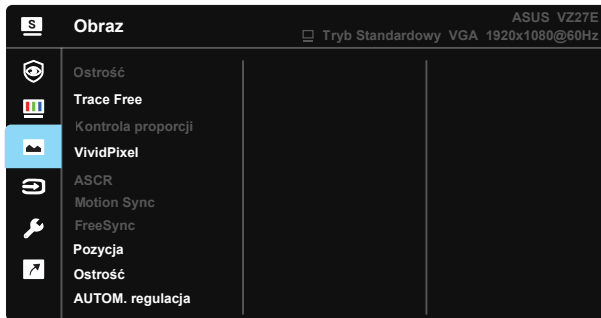 S
Obraz
ASUS VZ27E
Tryb Standardowy VGA 1920x1080@60Hz
Ostrość
Trace Free
Kontrola proporcji
VividPixel
ASCR
Motion Sync
FreeSync
Pozycja
Ostrość
AUTOM. regulacja